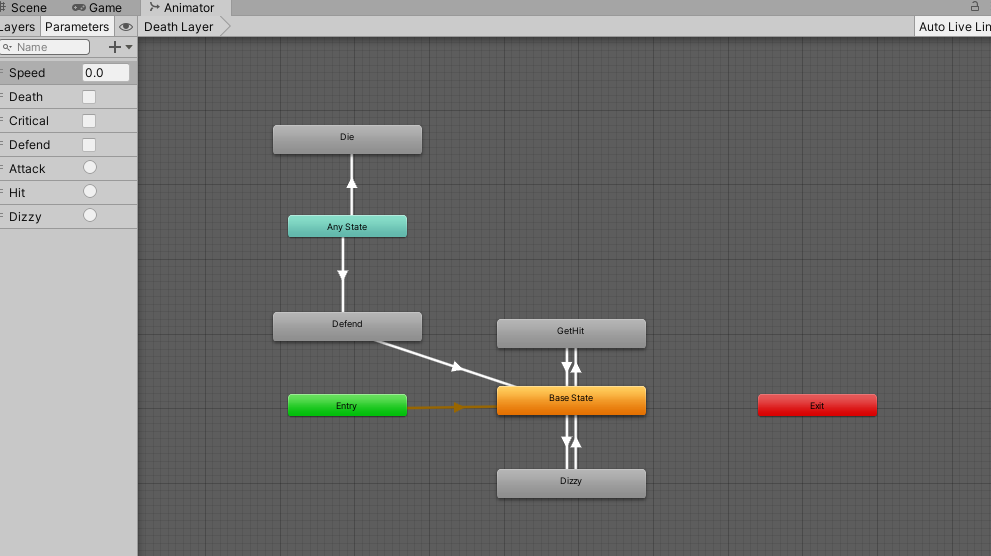 Scene Game Animator
Layers Parameters Death Layer Auto Live Lin
Name
Speed 0.0
Death
Critical
Defend
Attack
Hit
Dizzy
Die
Any State
Defend
GetHit
Base State
Entry
Exit
Dizzy